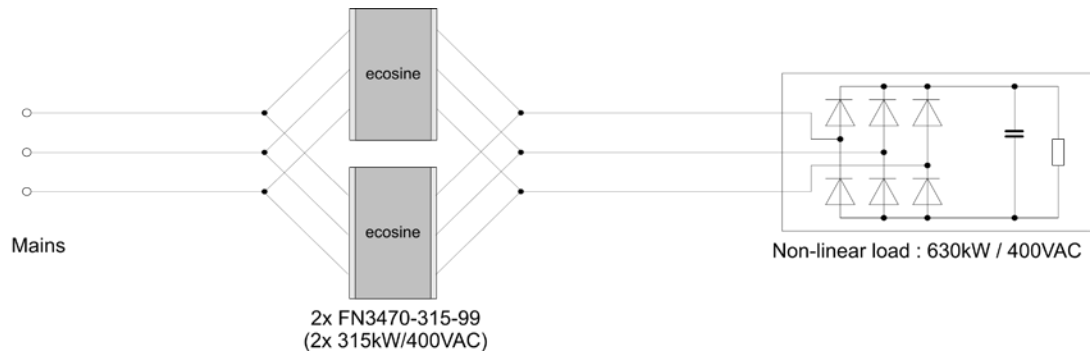 ecosine
ecosine
Mains
Non-linear load : 630kW / 400VAC
2x FN3470-315-99
(2x 315kW/400VAC)